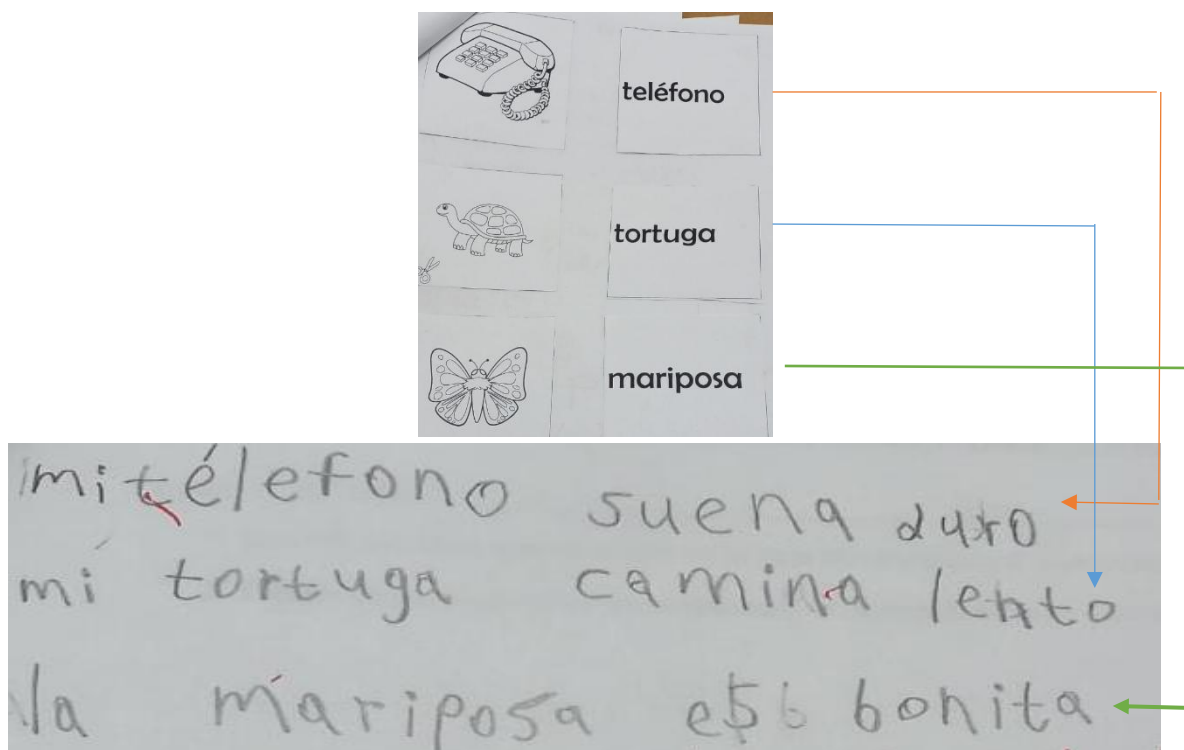 teléfono
tortuga
mariposa
mi télefono suena duro
mi tortuga camina lento
la mariposa es bonita